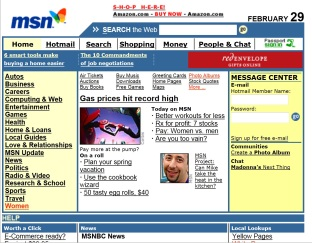 msn
S-H-O-P H-E-R-E!
Amazon.com - BUY NOW - Amazon.com
FEBRUARY 29
SEARCH the Web
go
Home Hotmail Search Shopping Money People & Chat Passport sign in
5 smart tools make buying a home easier
The 10 Commandments of job negotiations
REDENVELOPE
GIFTS ONLINE
Autos
Business
Careers
Computing & Web
Entertainment
Games
Health
Home & Loans
Local Guides
Love & Relationships
MSN Update
News
Politics
Radio & Video
Research & School
Sports
Travel
Women
Air Tickets Buy Music Greeting Cards Photo Albums
Auctions Downloads Home Pages Stock Quotes
Buy Books Free Games Maps More ...
Gas prices hit record high
Pay more at the pump?
On a roll
· Plan your spring vacation
· Use the cookbook wizard
· 50 tasty egg rolls, $40
Today on MSN
· Better workouts for less
· Rx for profit: 7 stocks
· Pay: Women vs. men
· Are you too vain?
MSN
Project:
Can Mike
take the
heat in the
kitchen?
MESSAGE CENTER
E-mail
Hotmail Member Name:
Password:
go
Sign up for free e-mail
Communities
Create a Photo Album
Chat
Madonna's Next Thing
HELP
Worth a Click
E-Commerce ready?
News
MSNBC News
Local Lookups
Yellow Pages